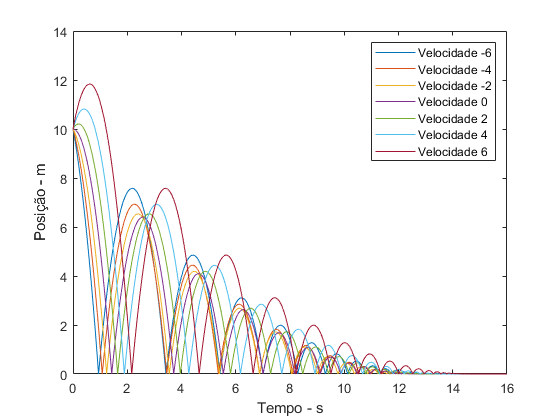 14
12
10
8
6
4
2
0
Posição - m
0 2 4 6 8 10 12 14 16
Tempo - s
Velocidade -6
Velocidade -4
Velocidade -2
Velocidade 0
Velocidade 2
Velocidade 4
Velocidade 6